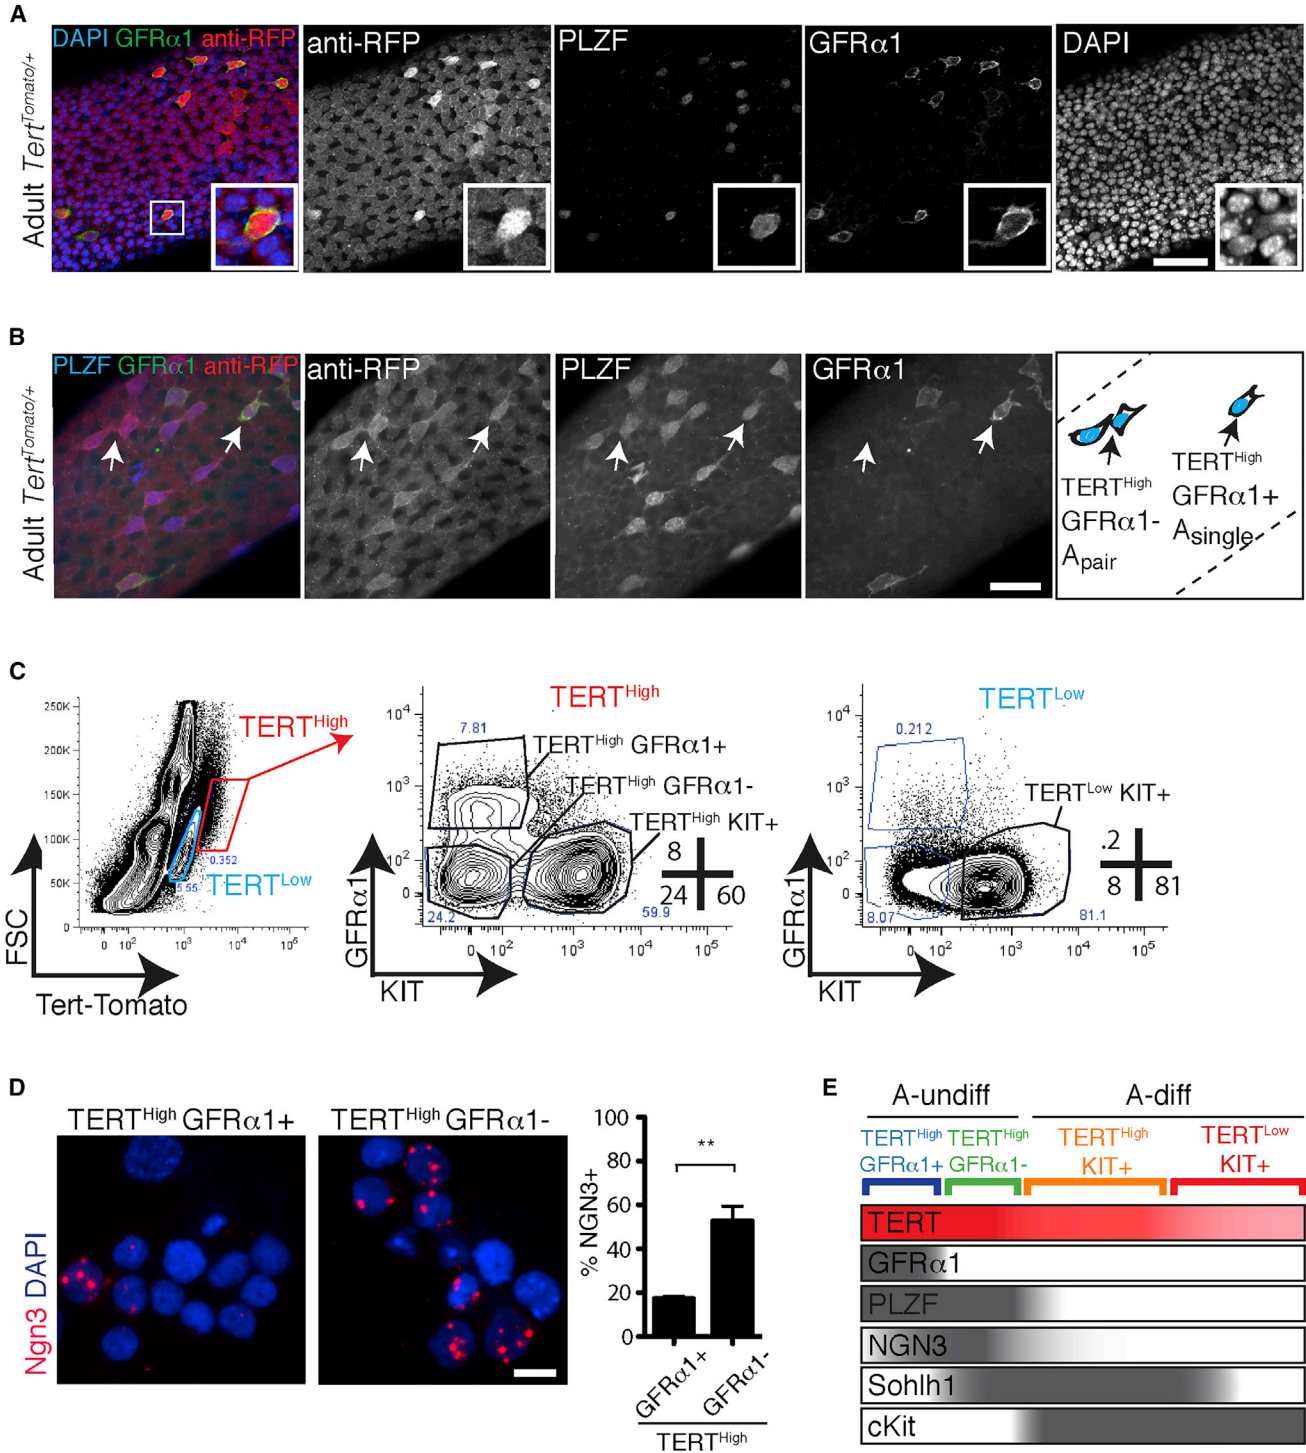 A
Adult Tert^Tomato/+
DAPI GFRα1 anti-RFP
anti-RFP
PLZF
GFRα1
DAPI
B
Adult Tert^Tomato/+
PLZF GFRα1 anti-RFP
anti-RFP
PLZF
GFRα1
TERT^High
GFRα1-
A_pair
TERT^High
GFRα1+
A_single
C
250K
200K
150K
100K
50K
0
0 10^2 10^3 10^4 10^5
FSC
Tert-Tomato
TERT^High
0.352
5.55
TERT^Low
TERT^High
10^4
10^3
10^2
0
0 10^2 10^3 10^4 10^5
GFRα1
KIT
7.81
24.2
59.9
TERT^High GFRα1+
TERT^High GFRα1-
TERT^High KIT+
8
24 60
TERT^Low
10^4
10^3
10^2
0
0 10^2 10^3 10^4 10^5
GFRα1
KIT
0.212
8.07
81.1
TERT^Low KIT+
.2
8 81
D
TERT^High GFRα1+
TERT^High GFRα1-
Ngn3 DAPI
% NGN3+
100
80
60
40
20
0
**
GFRα1+
GFRα1-
TERT^High
E
A-undiff
A-diff
TERT^High
GFRα1+
TERT^High
GFRα1-
TERT^High
KIT+
TERT^Low
KIT+
TERT
GFRα1
PLZF
NGN3
Sohlh1
cKit